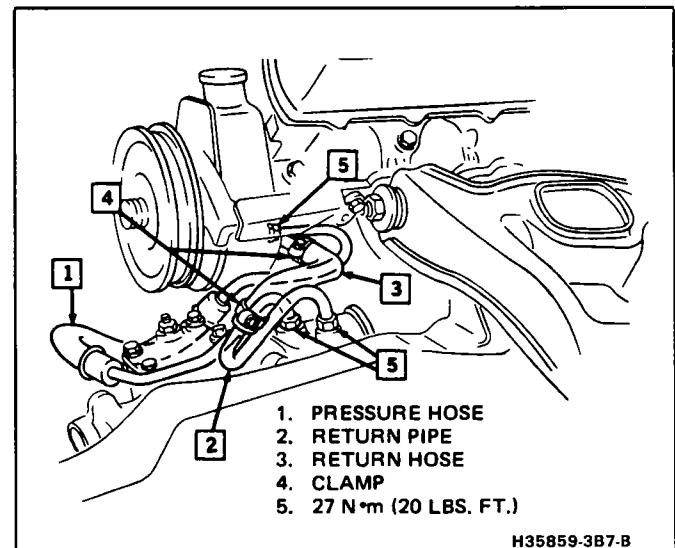 5
4
1
3
5
2
1. PRESSURE HOSE
2. RETURN PIPE
3. RETURN HOSE
4. CLAMP
5. 27 N•m (20 LBS. FT.)
H35859-3B7-B